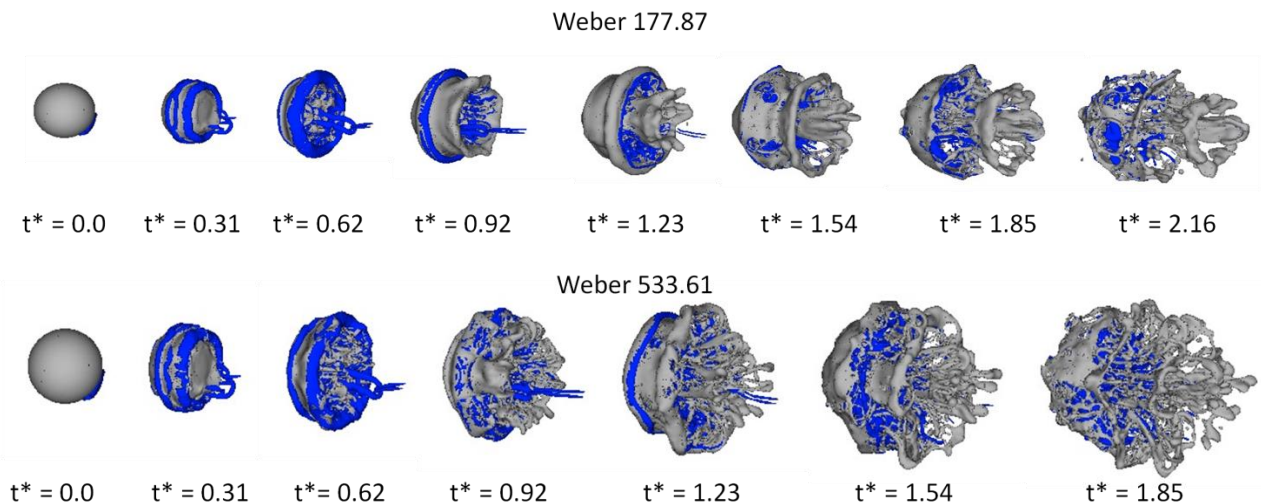 Weber 177.87
t* = 0.0 t* = 0.31 t*= 0.62 t* = 0.92 t* = 1.23 t* = 1.54 t* = 1.85 t* = 2.16
Weber 533.61
t* = 0.0 t* = 0.31 t*= 0.62 t* = 0.92 t* = 1.23 t* = 1.54 t* = 1.85